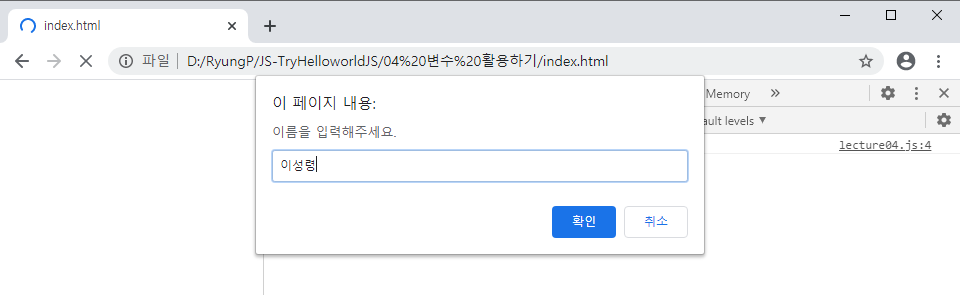 index.html
파일 D:/RyungP/JS-TryHelloworldJS/04%20변수%20활용하기/index.html
이 페이지 내용:
이름을 입력해주세요.
이성령
확인 취소
Memory
ault levels
lecture04.js:4